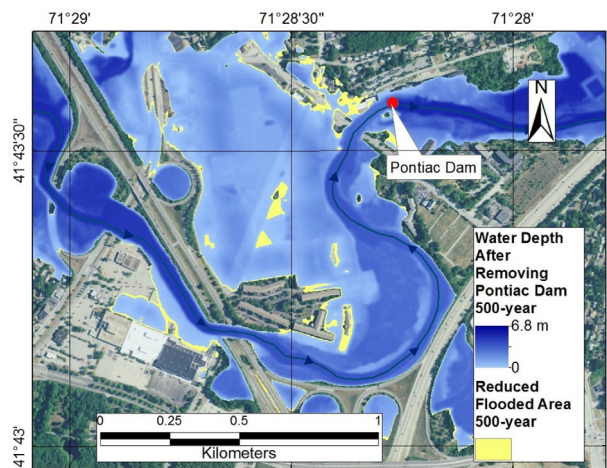 71°29' 71°28'30" 71°28'
N
41°43'30"
Pontiac Dam
Water Depth
After
Removing
Pontiac Dam
500-year
6.8 m
-0
Reduced
Flooded Area
500-year
0 0.25 0.5 1
Kilometers
41°43'